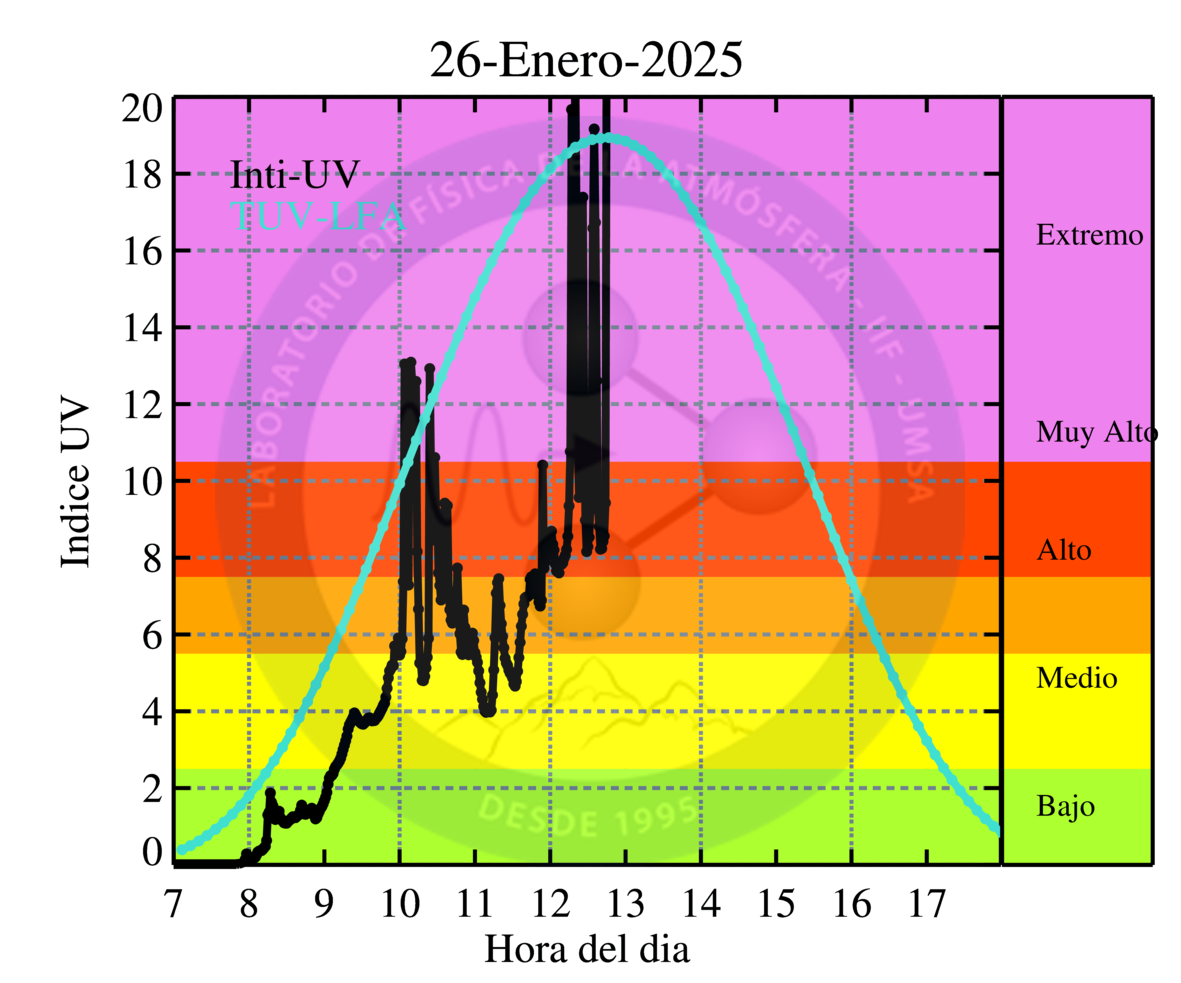 26-Enero-2025
Inti-UV
TUV-LFA
LABORATORIO DE FÍSICA DE LA ATMÓSFERA - IIF - UMSA
DESDE 1995
Indice UV
20
18
16
14
12
10
8
6
4
2
0
Extremo
Muy Alto
Alto
Medio
Bajo
7 8 9 10 11 12 13 14 15 16 17
Hora del dia